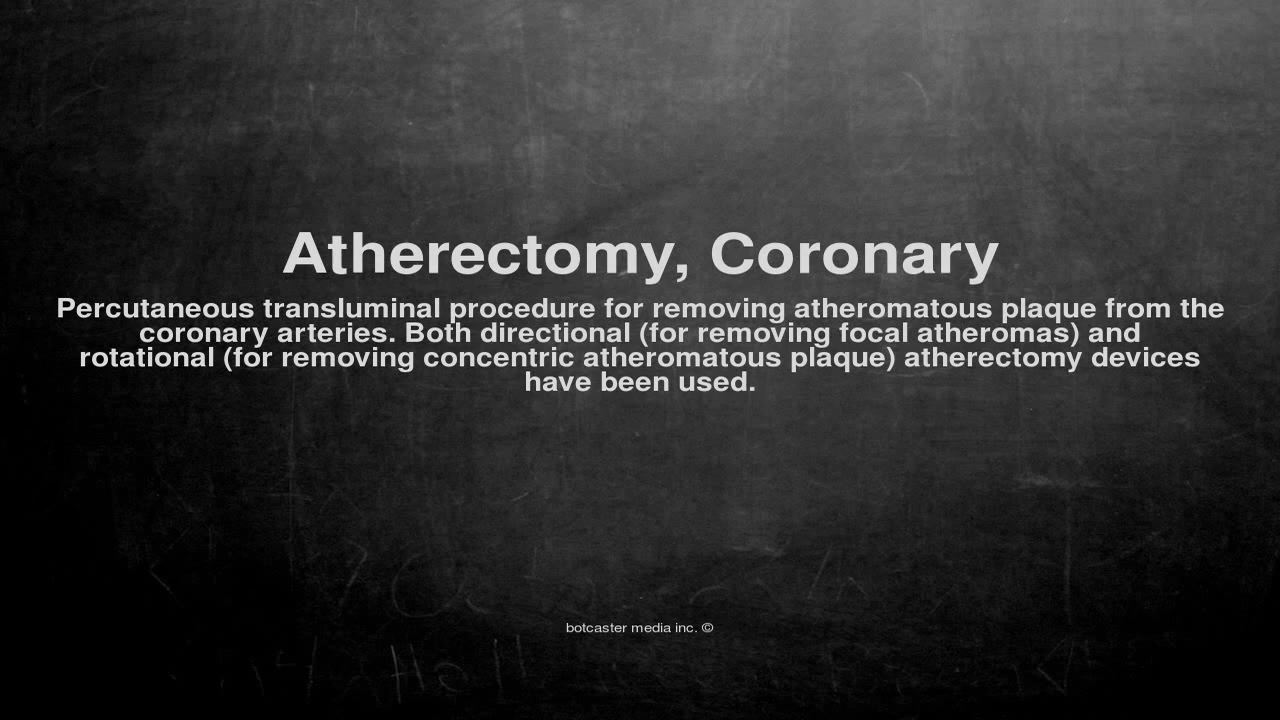 Atherectomy, Coronary
Percutaneous transluminal procedure for removing atheromatous plaque from the
coronary arteries. Both directional (for removing focal atheromas) and
rotational (for removing concentric atheromatous plaque) atherectomy devices
have been used.
botcaster media inc. ©